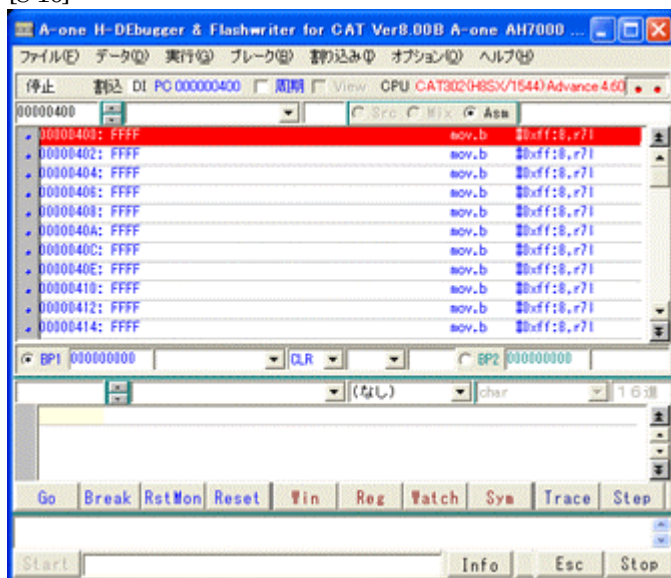 [3-10]
A-one H-DEbugger & Flashwriter for CAT Ver8.00B A-one AH7000 ...
ファイル(F) データ(D) 実行(G) ブレーク(B) 割り込み(I) オプション(O) ヘルプ(H)
停止 割込 DI PC 000000400 周期 View CPU CAT302(H8SX/1544) Advance 4.60
00000400 Src Mix Asm
00000400: FFFF mov.b #0xff:8,r7l
00000402: FFFF mov.b #0xff:8,r7l
00000404: FFFF mov.b #0xff:8,r7l
00000406: FFFF mov.b #0xff:8,r7l
00000408: FFFF mov.b #0xff:8,r7l
0000040A: FFFF mov.b #0xff:8,r7l
0000040C: FFFF mov.b #0xff:8,r7l
0000040E: FFFF mov.b #0xff:8,r7l
00000410: FFFF mov.b #0xff:8,r7l
00000412: FFFF mov.b #0xff:8,r7l
00000414: FFFF mov.b #0xff:8,r7l
BP1 000000000 CLR BP2 000000000
(なし) char 16進
Go Break RstMon Reset Win Reg Watch Sym Trace Step
Start Info Esc Stop